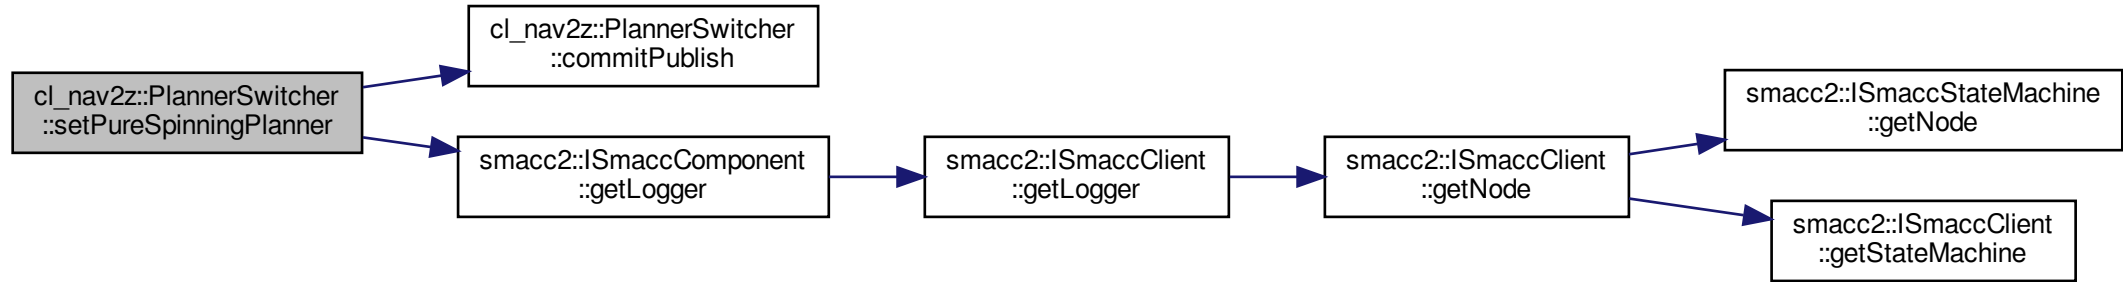 cl_nav2z::PlannerSwitcher
::setPureSpinningPlanner
cl_nav2z::PlannerSwitcher
::commitPublish
smacc2::ISmaccComponent
::getLogger
smacc2::ISmaccClient
::getLogger
smacc2::ISmaccClient
::getNode
smacc2::ISmaccStateMachine
::getNode
smacc2::ISmaccClient
::getStateMachine